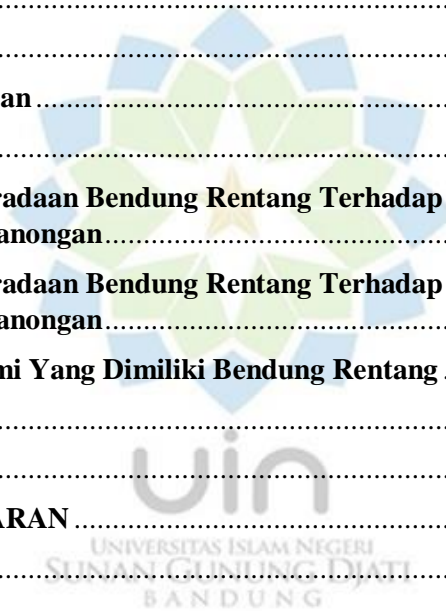 an
radaan Bendung Rentang Terhadap
anongan
radaan Bendung Rentang Terhadap
anongan
mi Yang Dimiliki Bendung Rentang
ARAN
uin
UNIVERSITAS ISLAM NEGERI
SUNAN GUNUNG DJATI
BANDUNG